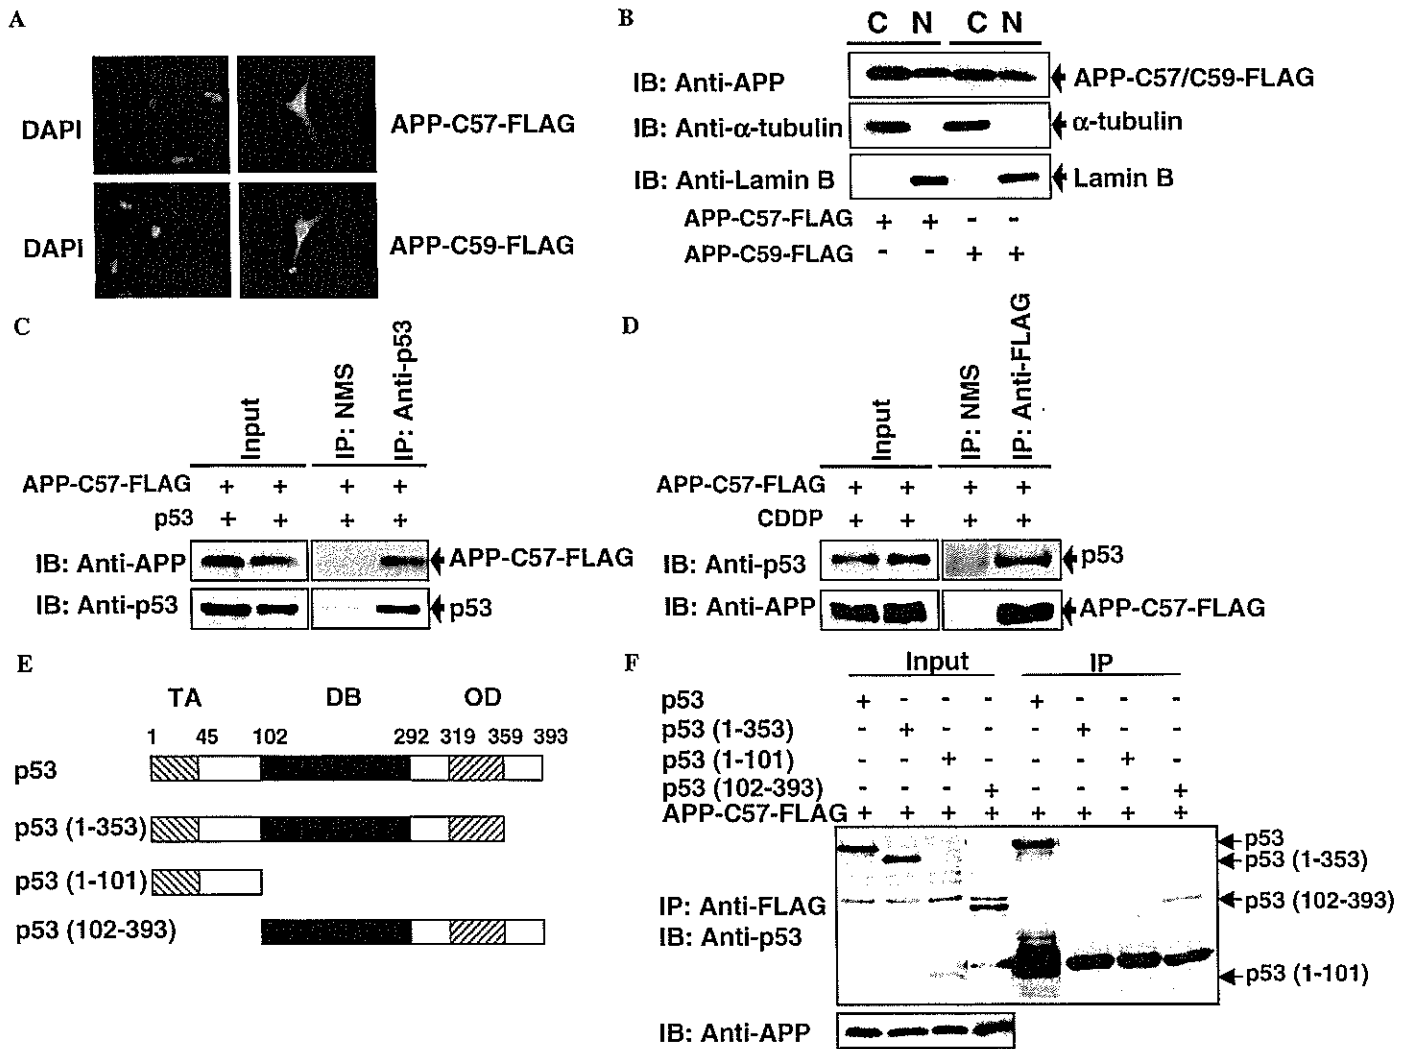 A
DAPI
APP-C57-FLAG
DAPI
APP-C59-FLAG
B
C N C N
IB: Anti-APP
APP-C57/C59-FLAG
IB: Anti-α-tubulin
α-tubulin
IB: Anti-Lamin B
Lamin B
APP-C57-FLAG + + - -
APP-C59-FLAG - - + +
C
Input
IP: NMS
IP: Anti-p53
APP-C57-FLAG + + + +
p53 + + + +
IB: Anti-APP
APP-C57-FLAG
IB: Anti-p53
p53
D
Input
IP: NMS
IP: Anti-FLAG
APP-C57-FLAG + + + +
CDDP + + + +
IB: Anti-p53
p53
IB: Anti-APP
APP-C57-FLAG
E
TA DB OD
1 45 102 292 319 359 393
p53
p53 (1-353)
p53 (1-101)
p53 (102-393)
F
Input IP
p53 + - - - + - - -
p53 (1-353) - + - - - + - -
p53 (1-101) - - + - - - + -
p53 (102-393) - - - + - - - +
APP-C57-FLAG + + + + + + + +
p53
p53 (1-353)
IP: Anti-FLAG
p53 (102-393)
IB: Anti-p53
p53 (1-101)
IB: Anti-APP